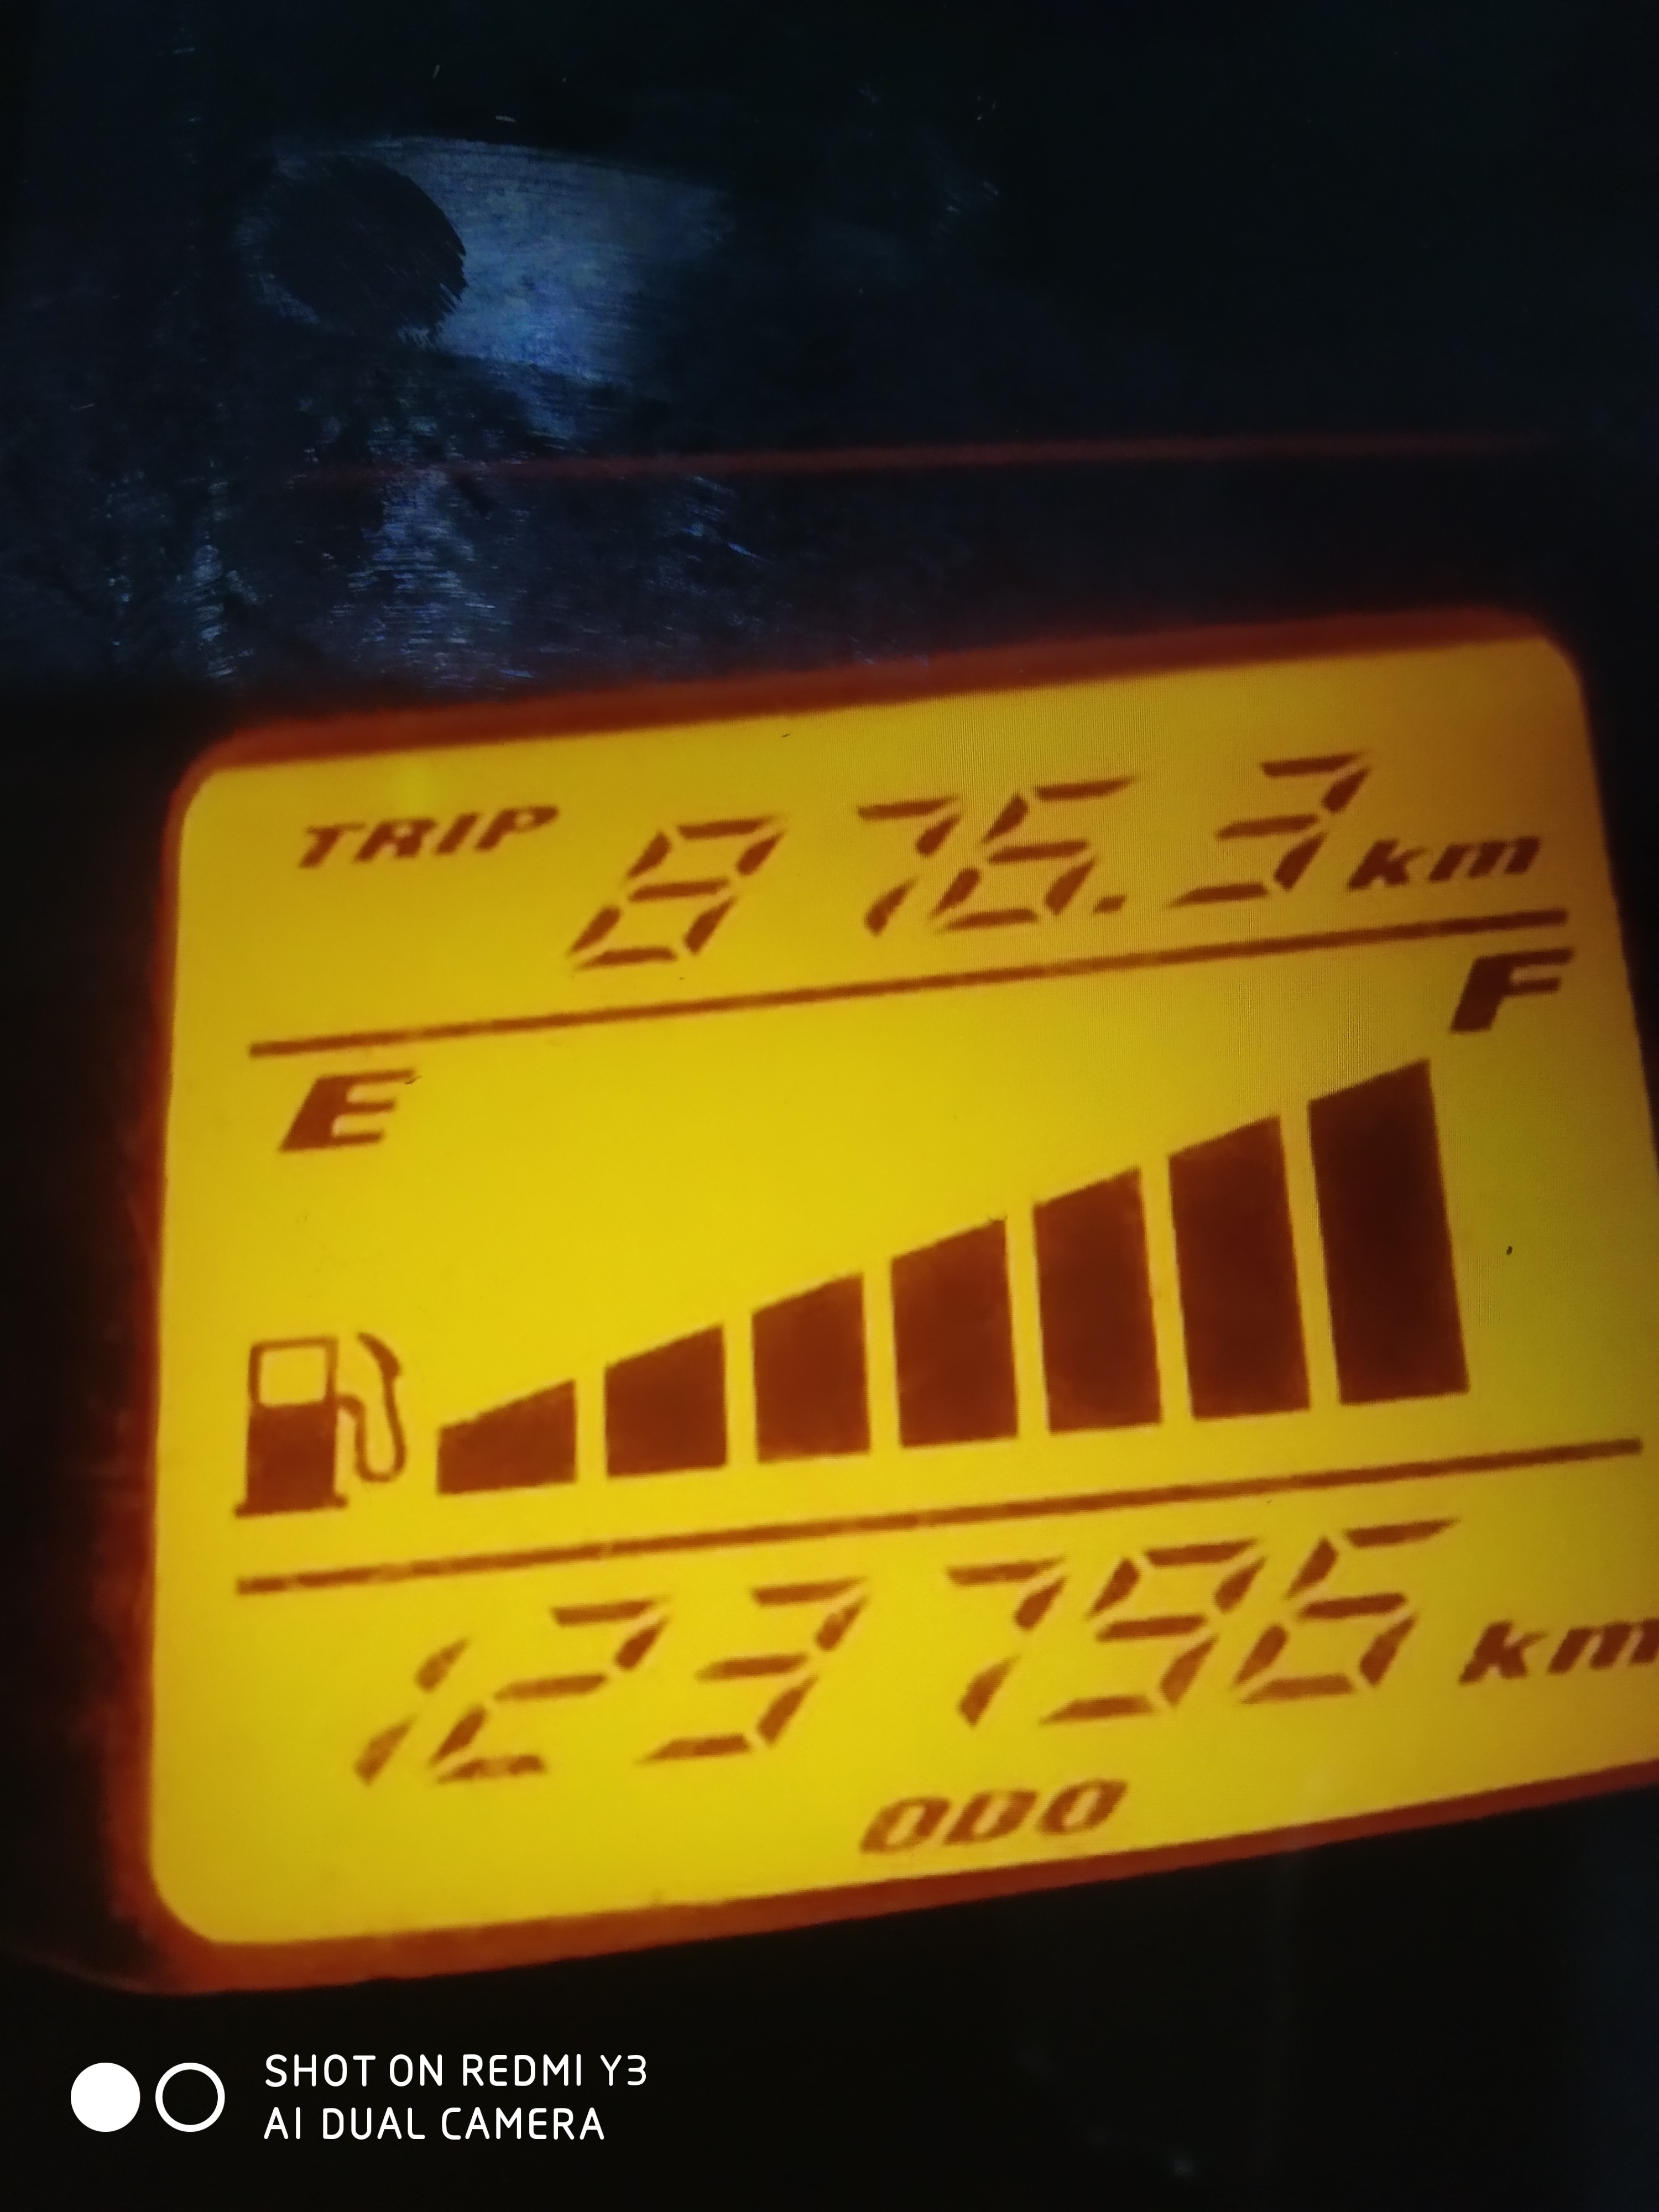 TRIP 876.3 km
E F
123796 km
ODO
SHOT ON REDMI Y3
AI DUAL CAMERA